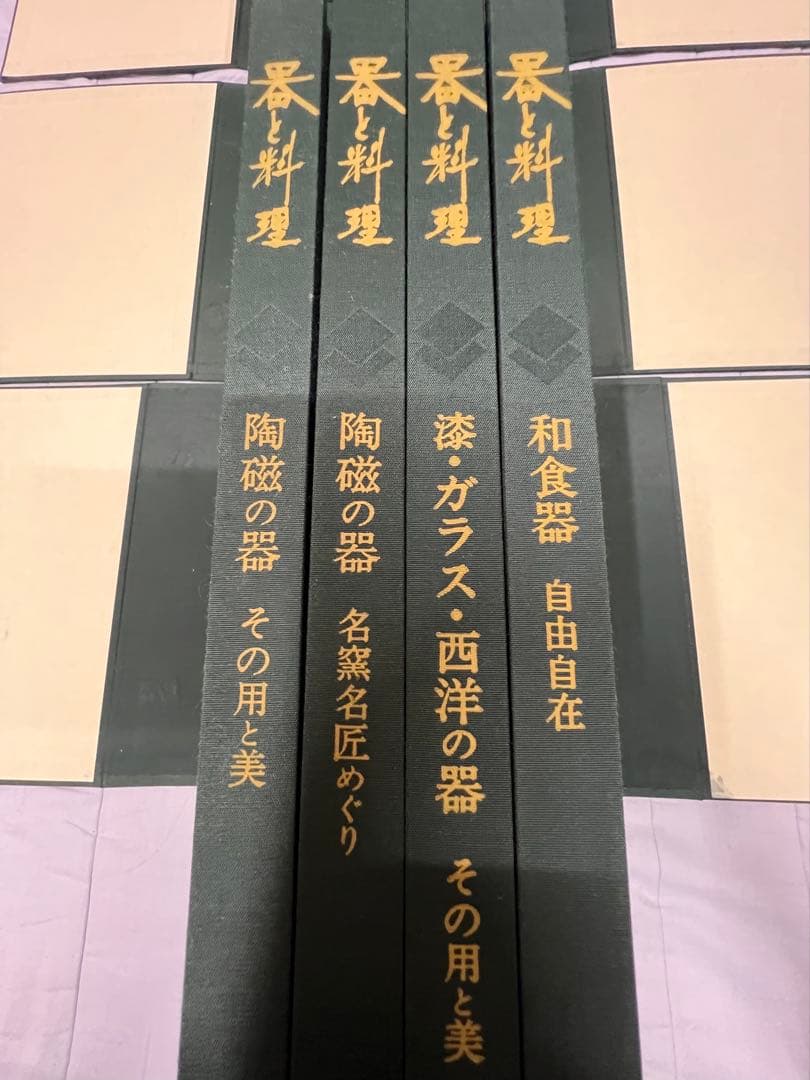 器と料理
陶磁の器 その用と美
器と料理
陶磁の器 名窯名匠めぐり
器と料理
漆・ガラス・西洋の器 その用と美
器と料理
和食器 自由自在